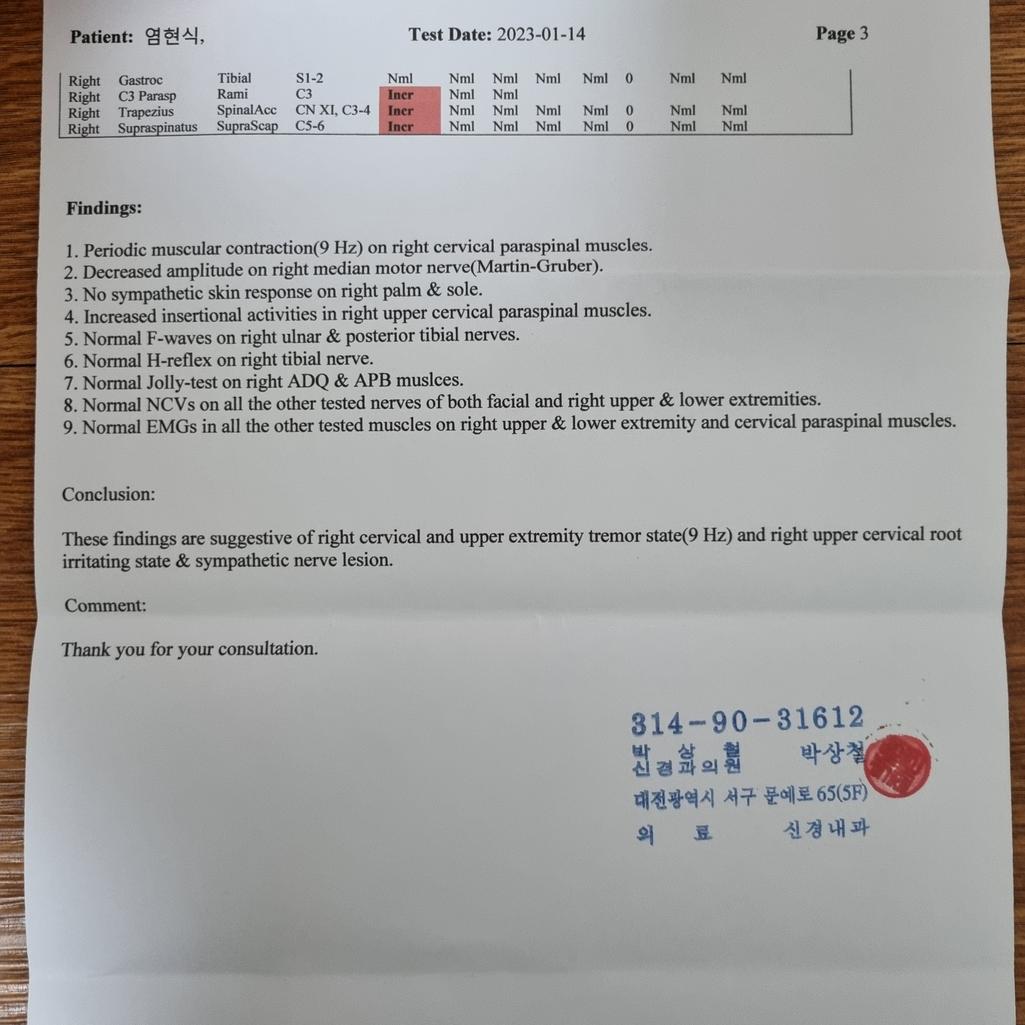 Patient: 염현식, Test Date: 2023-01-14 Page 3
Right Gastroc Tibial S1-2 Nml Nml Nml Nml Nml 0 Nml Nml
Right C3 Parasp Rami C3 Incr Nml Nml
Right Trapezius SpinalAcc CN XI, C3-4 Incr Nml Nml Nml Nml 0 Nml Nml
Right Supraspinatus SupraScap C5-6 Incr Nml Nml Nml Nml 0 Nml Nml
Findings:
1. Periodic muscular contraction(9 Hz) on right cervical paraspinal muscles.
2. Decreased amplitude on right median motor nerve(Martin-Gruber).
3. No sympathetic skin response on right palm & sole.
4. Increased insertional activities in right upper cervical paraspinal muscles.
5. Normal F-waves on right ulnar & posterior tibial nerves.
6. Normal H-reflex on right tibial nerve.
7. Normal Jolly-test on right ADQ & APB muslces.
8. Normal NCVs on all the other tested nerves of both facial and right upper & lower extremities.
9. Normal EMGs in all the other tested muscles on right upper & lower extremity and cervical paraspinal muscles.
Conclusion:
These findings are suggestive of right cervical and upper extremity tremor state(9 Hz) and right upper cervical root
irritating state & sympathetic nerve lesion.
Comment:
Thank you for your consultation.
314-90-31612
박 상 철 박상철
신경과의원
대전광역시 서구 문예로 65(5F)
의 료 신경내과